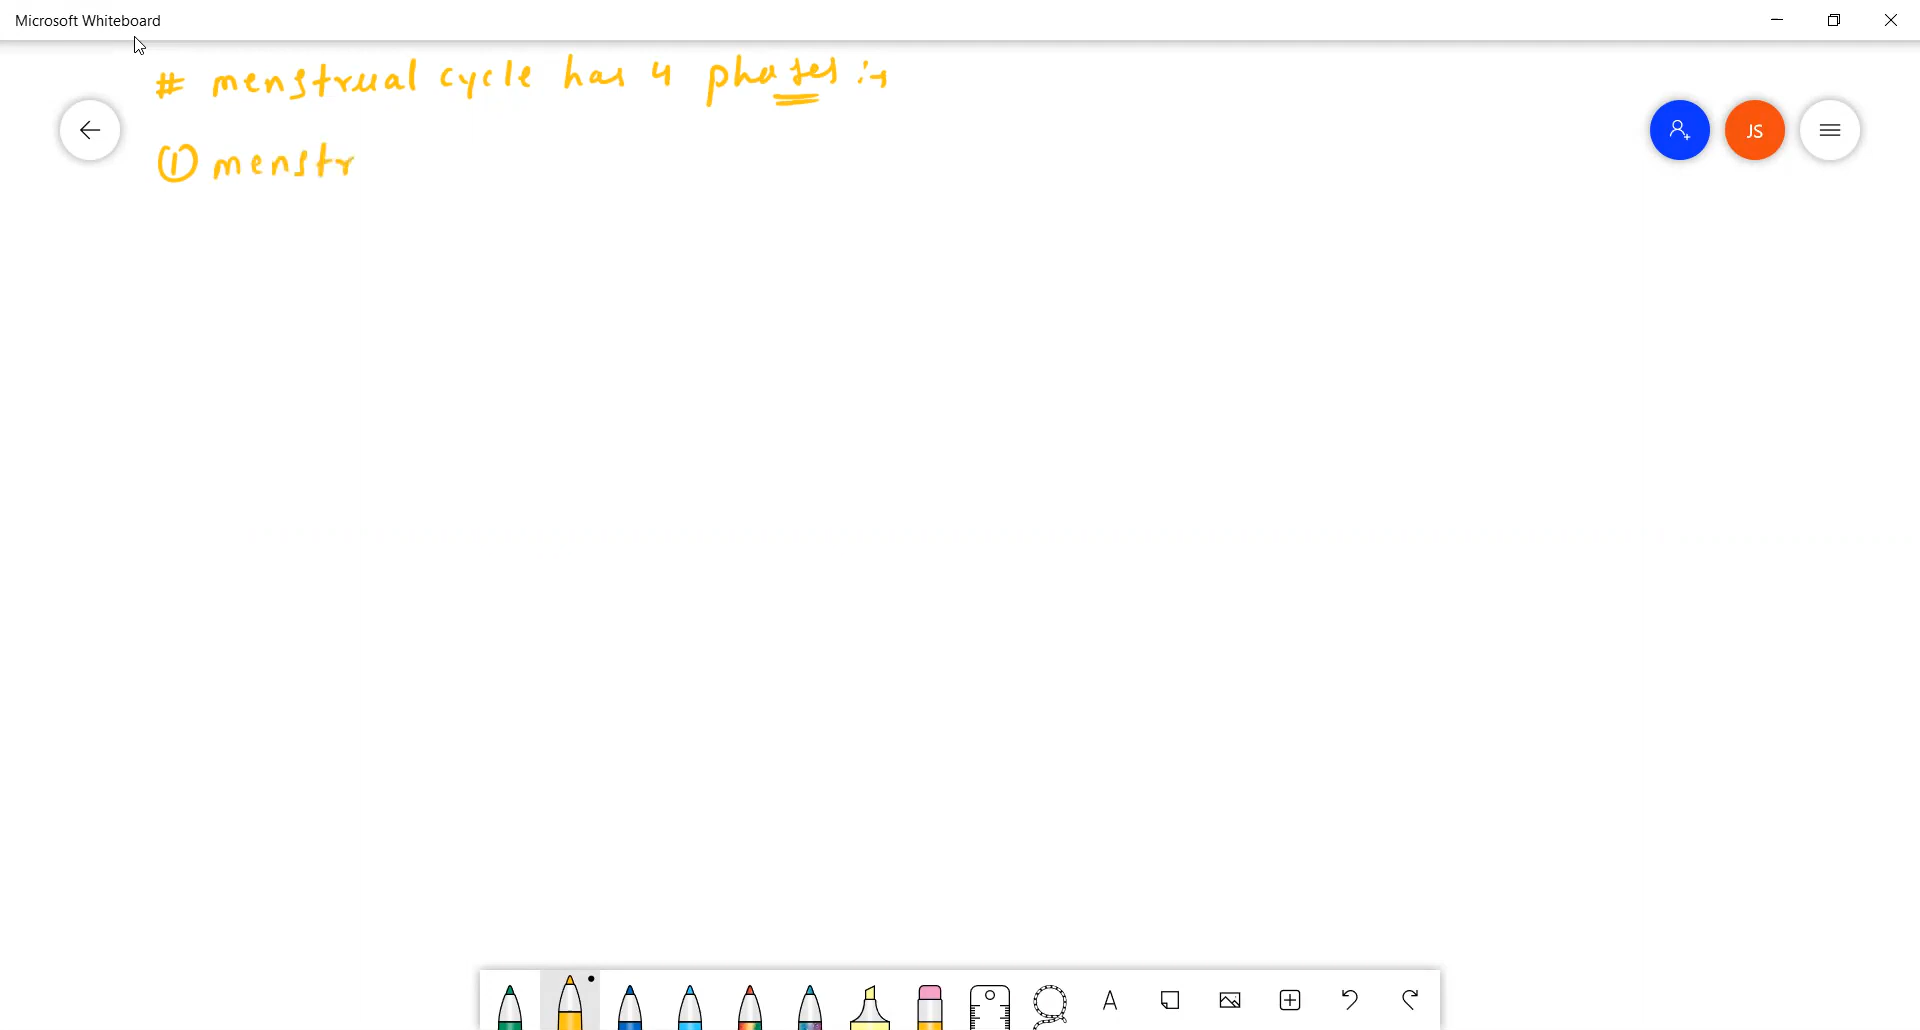 Microsoft Whiteboard
# menstrual cycle has 4 phases :-
JS
① menstr
A